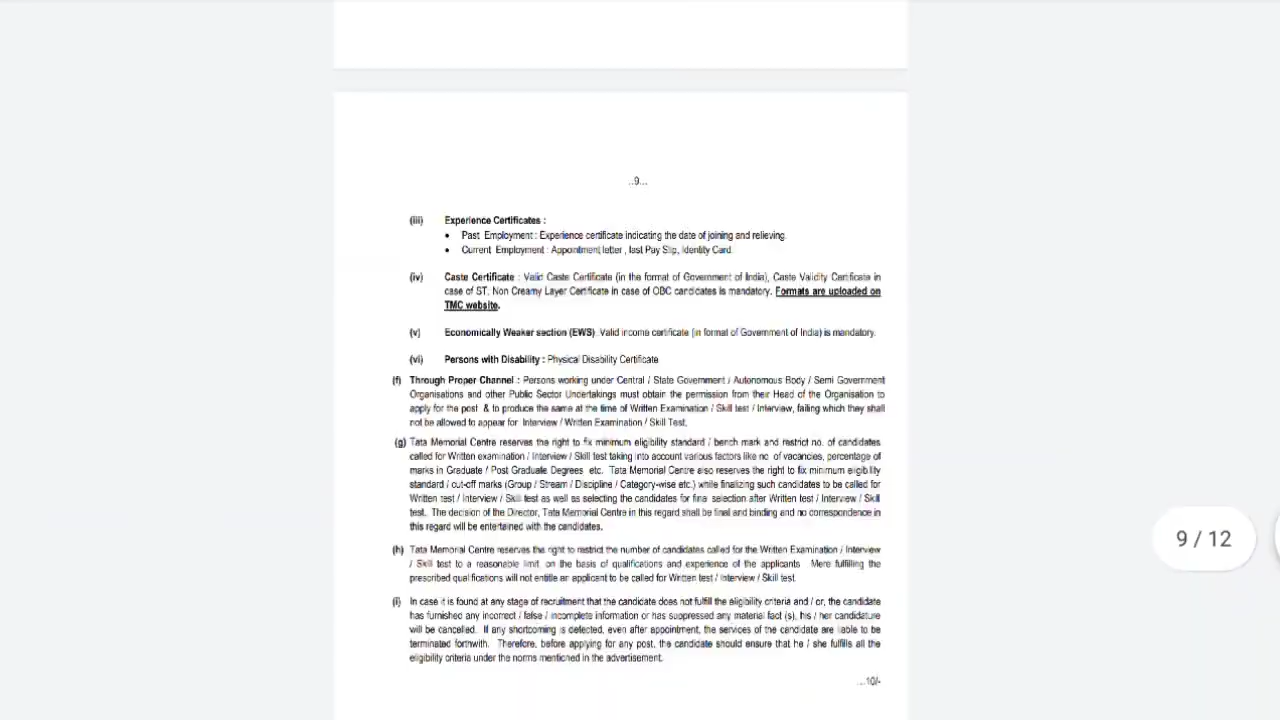 ..9...
(iii) Experience Certificates :
• Past Employment : Experience certificate indicating the date of joining and relieving.
• Current Employment : Appointment letter , last Pay Slip, Identity Card
(iv) Caste Certificate : Valid Caste Certificate (in the format of Government of India), Caste Validity Certificate in
case of ST, Non Creamy Layer Certificate in case of OBC candicates is mandatory. Formats are uploaded on
TMC website.
(v) Economically Weaker section (EWS) Valid income certificate (in format of Government of India) is mandatory.
(vi) Persons with Disability : Physical Disability Certificate
(f) Through Proper Channel : Persons working under Central / State Government / Autonomous Body / Semi Government
Organisations and other Public Sector Undertakings must obtain the permission from their Head of the Organisation to
apply for the post & to produce the same at the time of Written Examination / Skill test / Interview, failing which they shall
not be allowed to appear for Interview / Written Examination / Skill Test.
(g) Tata Memorial Centre reserves the right to fix minimum eligibility standard / bench mark and restrict no. of candidates
called for Written examination / Interview / Skill test taking into account various factors like no of vacancies, percentage of
marks in Graduate / Post Graduate Degrees etc. Tata Memorial Centre also reserves the right to fix minimum eligibility
standard / cut-off marks (Group / Stream / Discipline / Category-wise etc.) while finalizing such candidates to be called for
Written test / Interview / Skill test as well as selecting the candidates for final selection after Written test / Interview / Skill
test. The decision of the Director, Tata Memorial Centre in this regard shall be final and binding and no correspondence in
this regard will be entertained with the candidates.
(h) Tata Memorial Centre reserves the right to restrict the number of candidates called for the Written Examination / Interview
/ Skill test to a reasonable limit, on the basis of qualifications and experience of the applicants Mere fulfilling the
prescribed qualifications will not entitle an applicant to be called for Written test / Interview / Skill test.
(i) In case it is found at any stage of recruitment that the candidate does not fulfill the eligibility criteria and / or, the candidate
has furnished any incorrect / false / incomplete information or has suppressed any material fact (s), his / her candidature
will be cancelled. If any shortcoming is detected, even after appointment, the services of the candidate are liable to be
terminated forthwith. Therefore, before applying for any post, the candidate should ensure that he / she fulfills all the
eligibility criteria under the norms mentioned in the advertisement.
...10/-
9 / 12